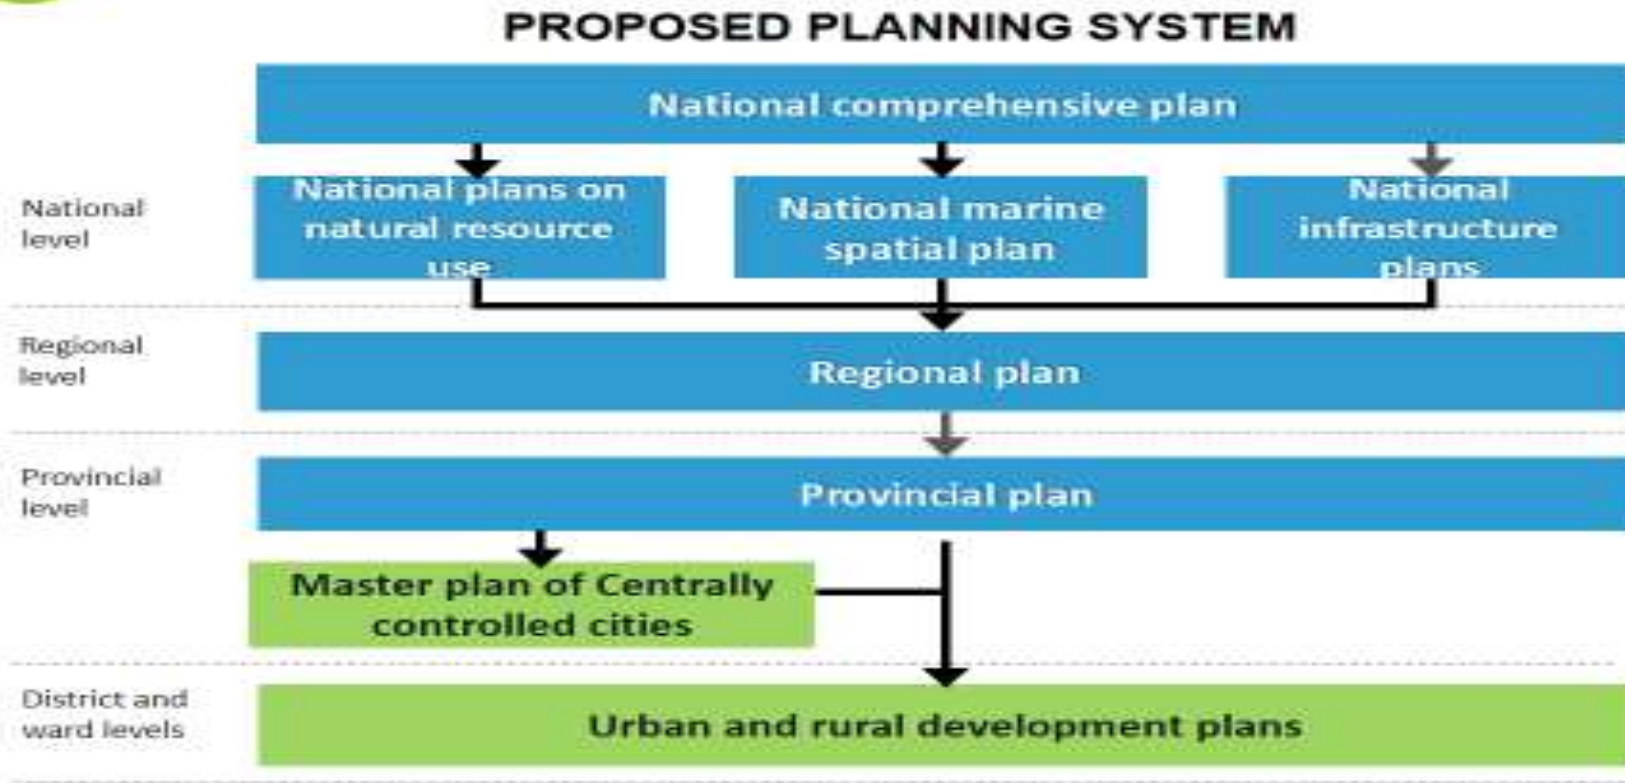 PROPOSED PLANNING SYSTEM
National comprehensive plan
National
level
National plans on
natural resource
use
National marine
spatial plan
National
infrastructure
plans
Regional
level
Regional plan
Provincial
level
Provincial plan
Master plan of Centrally
controlled cities
District and
ward levels
Urban and rural development plans